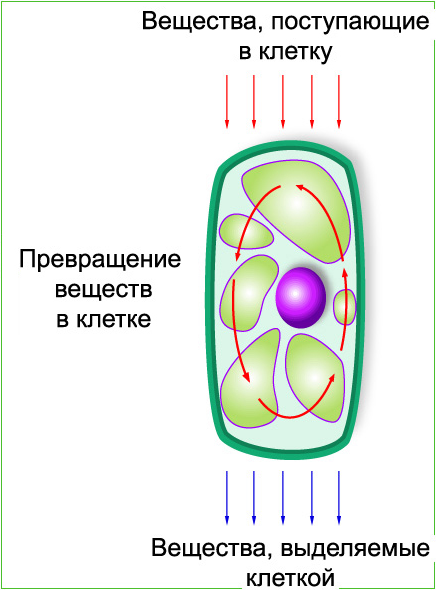 Вещества, поступающие
в клетку
Превращение
веществ
в клетке
Вещества, выделяемые
клеткой